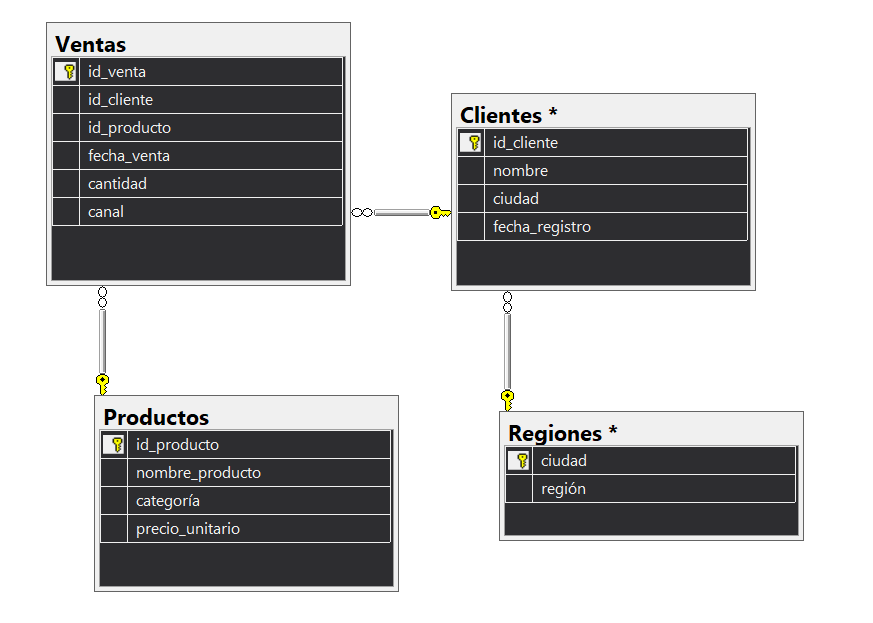 Ventas
id_venta
id_cliente
id_producto
fecha_venta
cantidad
canal
Clientes *
id_cliente
nombre
ciudad
fecha_registro
Productos
id_producto
nombre_producto
categoría
precio_unitario
Regiones *
ciudad
región